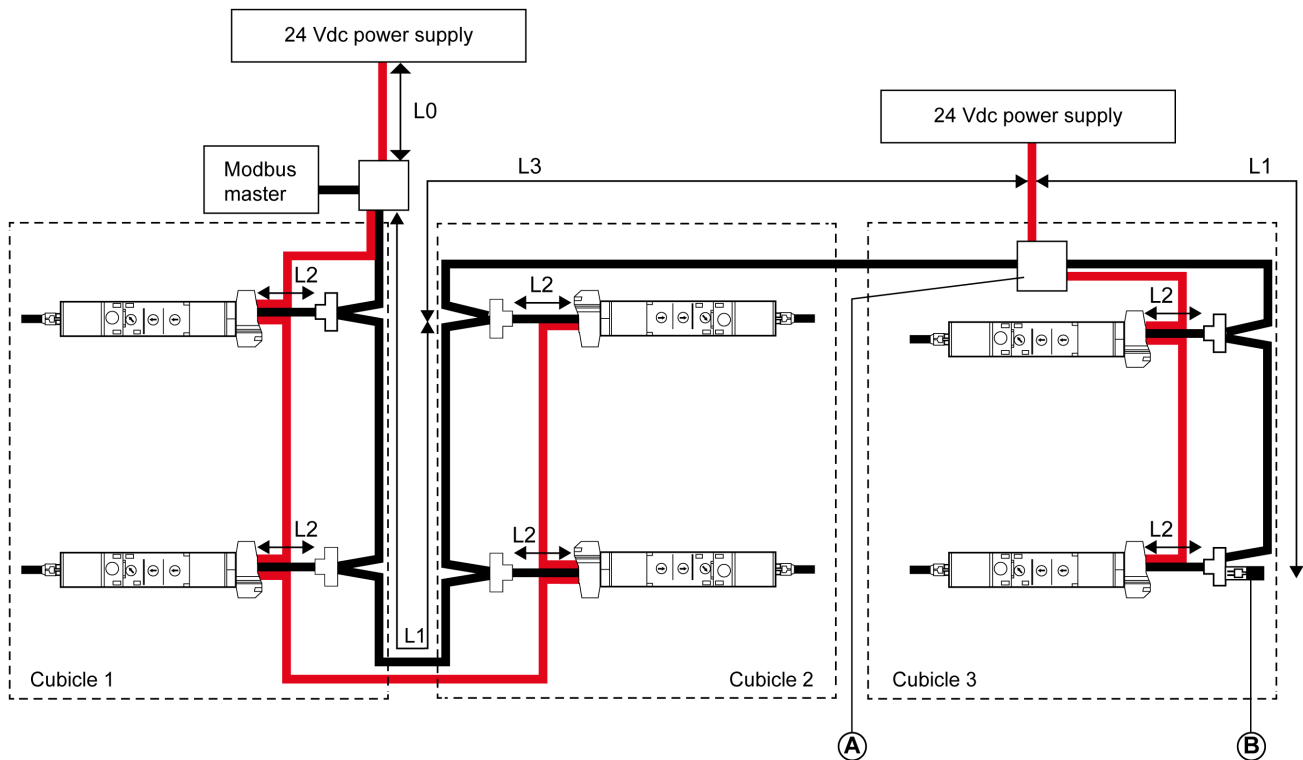 24 Vdc power supply
L0
24 Vdc power supply
Modbus
master
L3
L1
L2
L2
L2
L2
L2
L2
L1
Cubicle 1
Cubicle 2
Cubicle 3
A
B